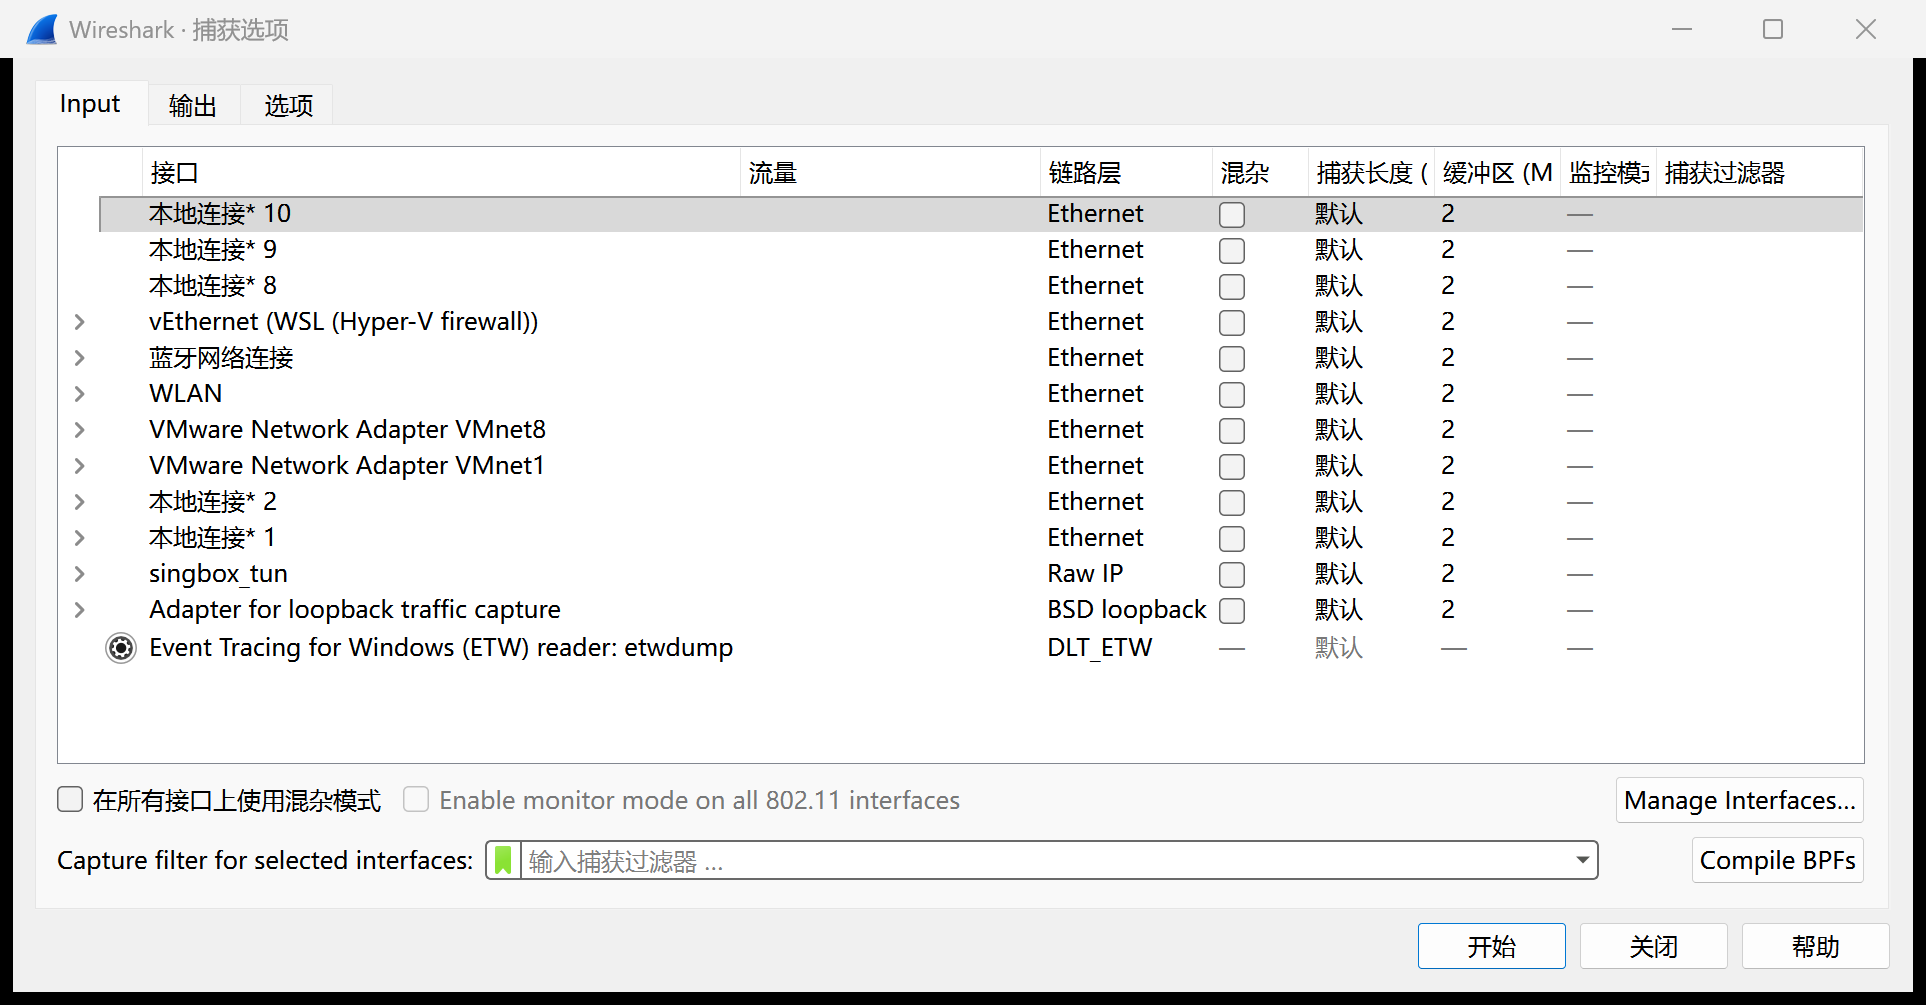 Wireshark · 捕获选项
Input 输出 选项
接口 流量 链路层 混杂 捕获长度 ( 缓冲区 (M 监控模式 捕获过滤器
本地连接* 10 Ethernet 默认 2 —
本地连接* 9 Ethernet 默认 2 —
本地连接* 8 Ethernet 默认 2 —
vEthernet (WSL (Hyper-V firewall)) Ethernet 默认 2 —
蓝牙网络连接 Ethernet 默认 2 —
WLAN Ethernet 默认 2 —
VMware Network Adapter VMnet8 Ethernet 默认 2 —
VMware Network Adapter VMnet1 Ethernet 默认 2 —
本地连接* 2 Ethernet 默认 2 —
本地连接* 1 Ethernet 默认 2 —
singbox_tun Raw IP 默认 2 —
Adapter for loopback traffic capture BSD loopback 默认 2 —
Event Tracing for Windows (ETW) reader: etwdump DLT_ETW — 默认 — —
在所有接口上使用混杂模式 Enable monitor mode on all 802.11 interfaces Manage Interfaces...
Capture filter for selected interfaces: 输入捕获过滤器 ... Compile BPFs
开始 关闭 帮助